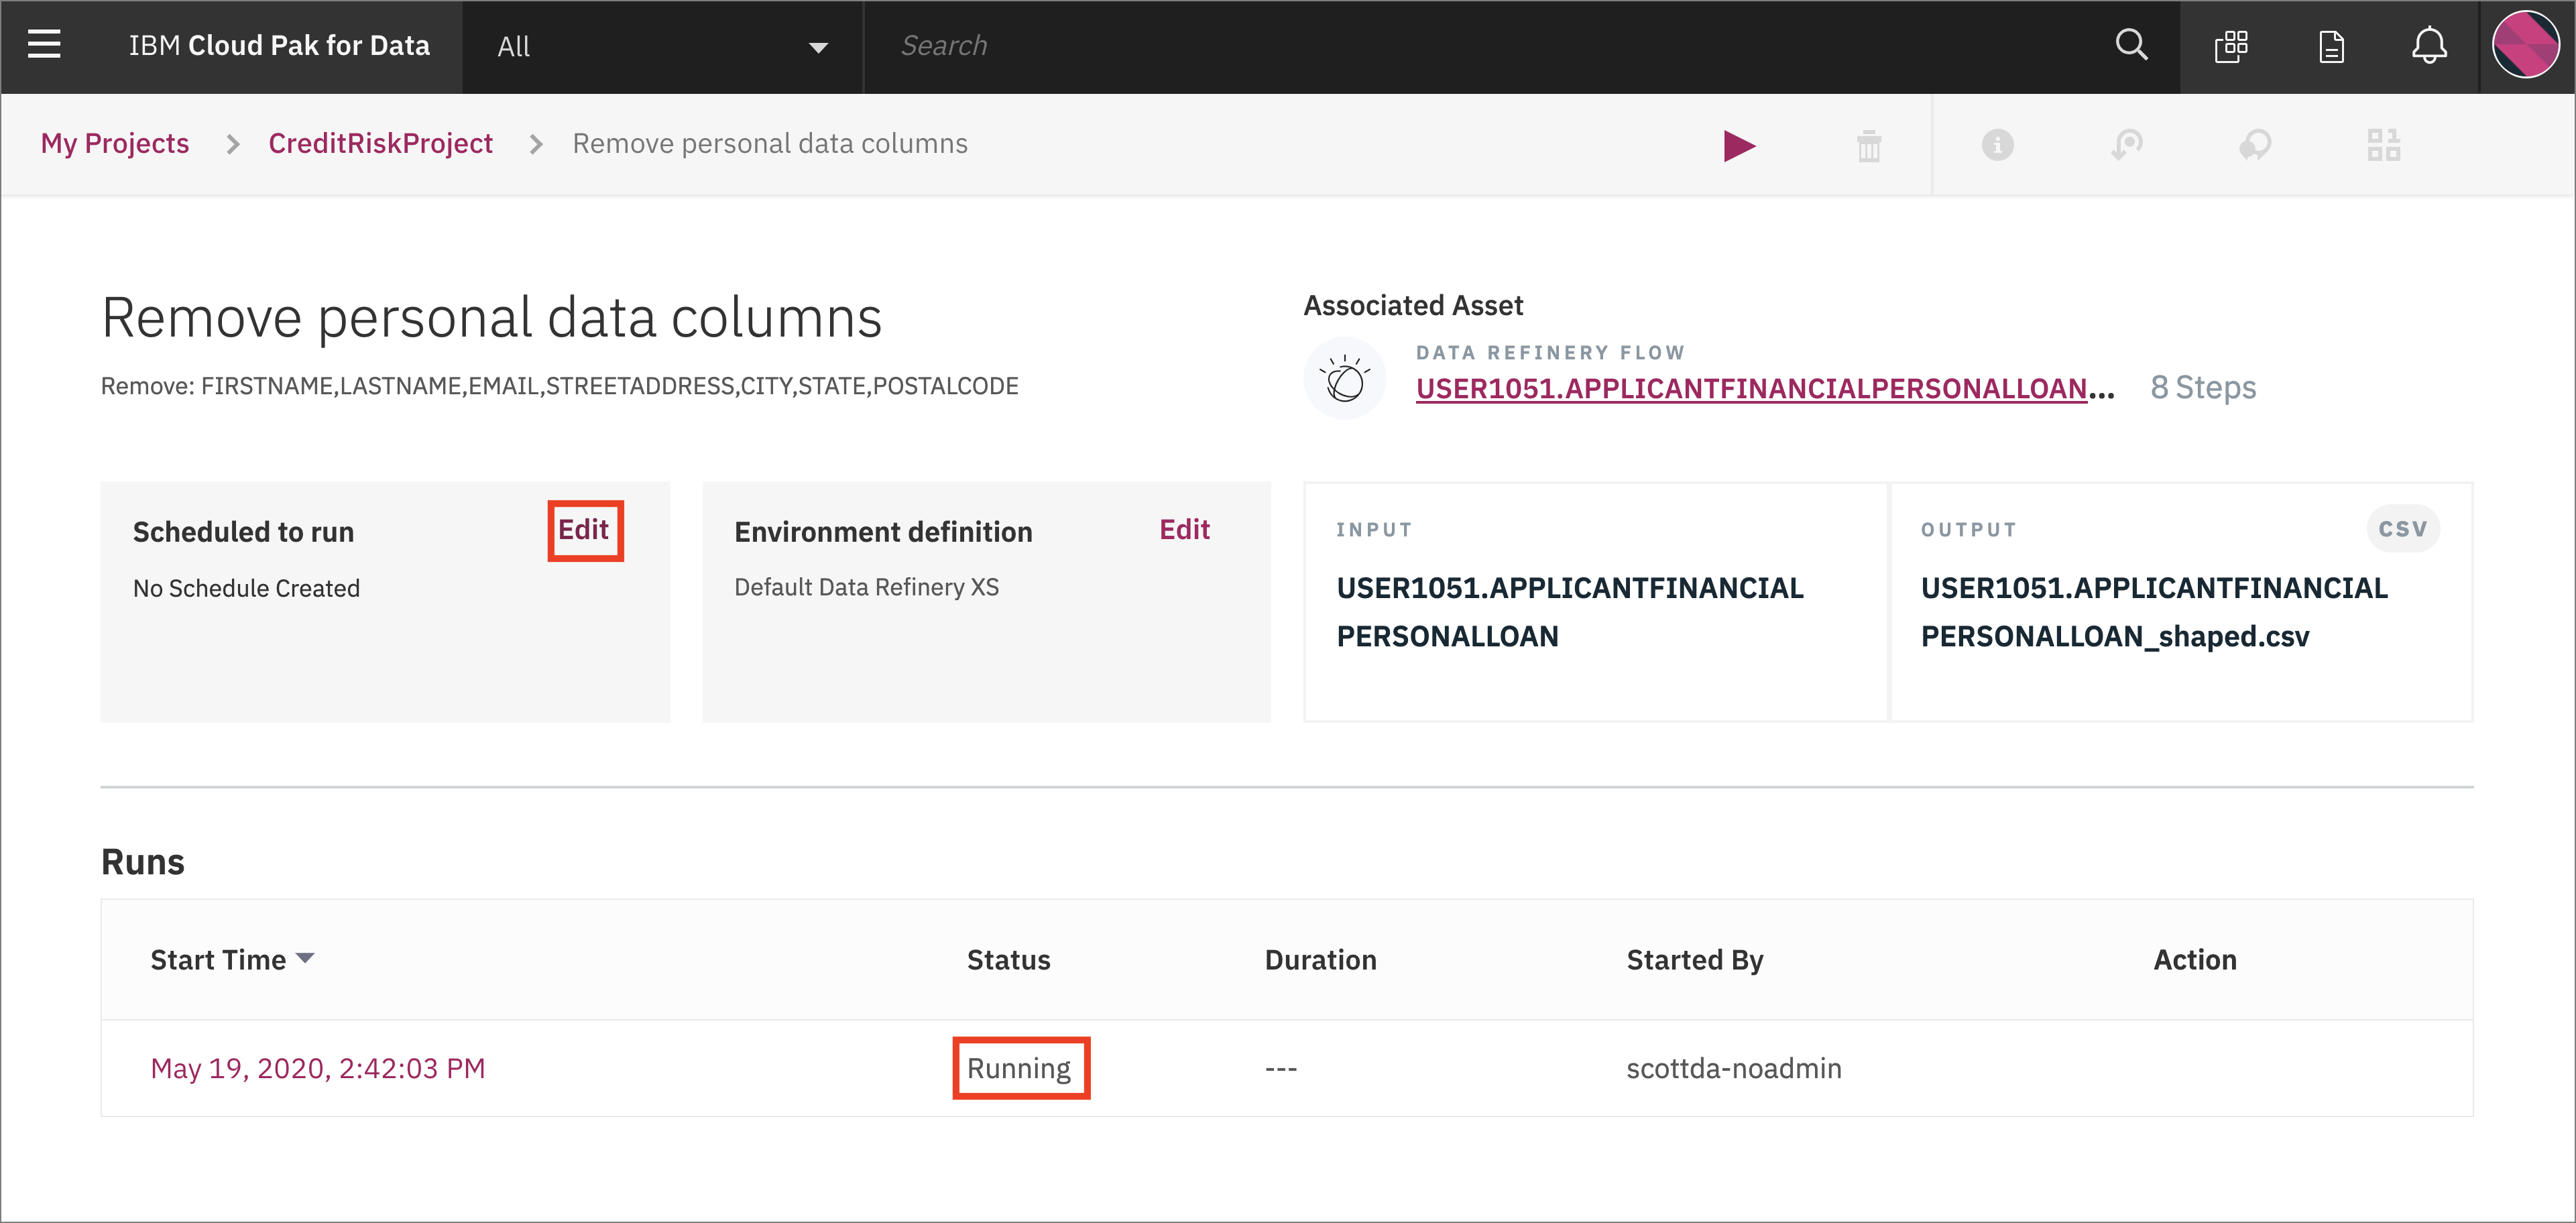 IBM Cloud Pak for Data
All
Search
My Projects
CreditRiskProject
Remove personal data columns
Remove personal data columns
Remove: FIRSTNAME,LASTNAME,EMAIL,STREETADDRESS,CITY,STATE,POSTALCODE
Associated Asset
DATA REFINERY FLOW
USER1051.APPLICANTFINANCIALPERSONALLOAN...
8 Steps
Scheduled to run
Edit
No Schedule Created
Environment definition
Edit
Default Data Refinery XS
INPUT
USER1051.APPLICANTFINANCIAL
PERSONALLOAN
OUTPUT
CSV
USER1051.APPLICANTFINANCIAL
PERSONALLOAN_shaped.csv
Runs
Start Time
Status
Duration
Started By
Action
May 19, 2020, 2:42:03 PM
Running
---
scottda-noadmin